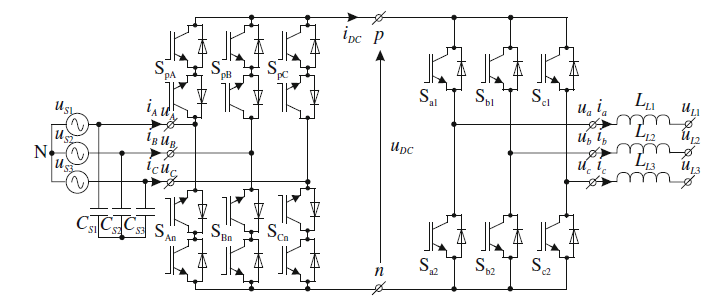 i_DC p
S_pA S_pB S_pC
S_a1 S_b1 S_c1
u_S1 i_A u_A
u_S2 i_B u_B
N u_S3 i_C u_C
u_DC
u_a i_a L_L1 u_L1
u_b i_b L_L2 u_L2
u_c i_c L_L3 u_L3
C_S1 C_S2 C_S3 S_An S_Bn S_Cn
n S_a2 S_b2 S_c2